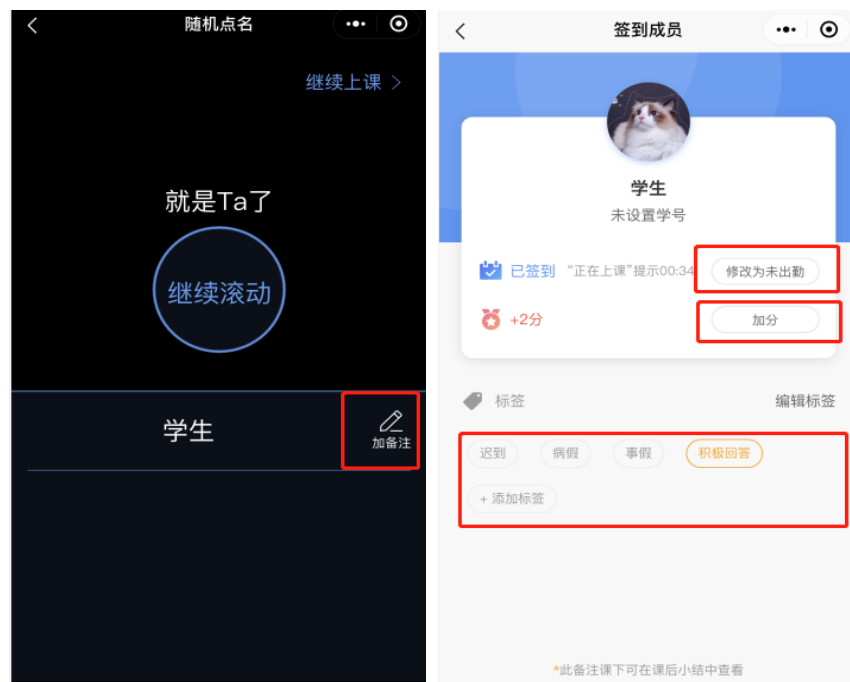 随机点名
继续上课 >
就是Ta了
继续滚动
学生
加备注
签到成员
学生
未设置学号
已签到 “正在上课”提示00:34 修改为未出勤
+2分 加分
标签 编辑标签
迟到 病假 事假 积极回答
+ 添加标签
*此备注课下可在课后小结中查看